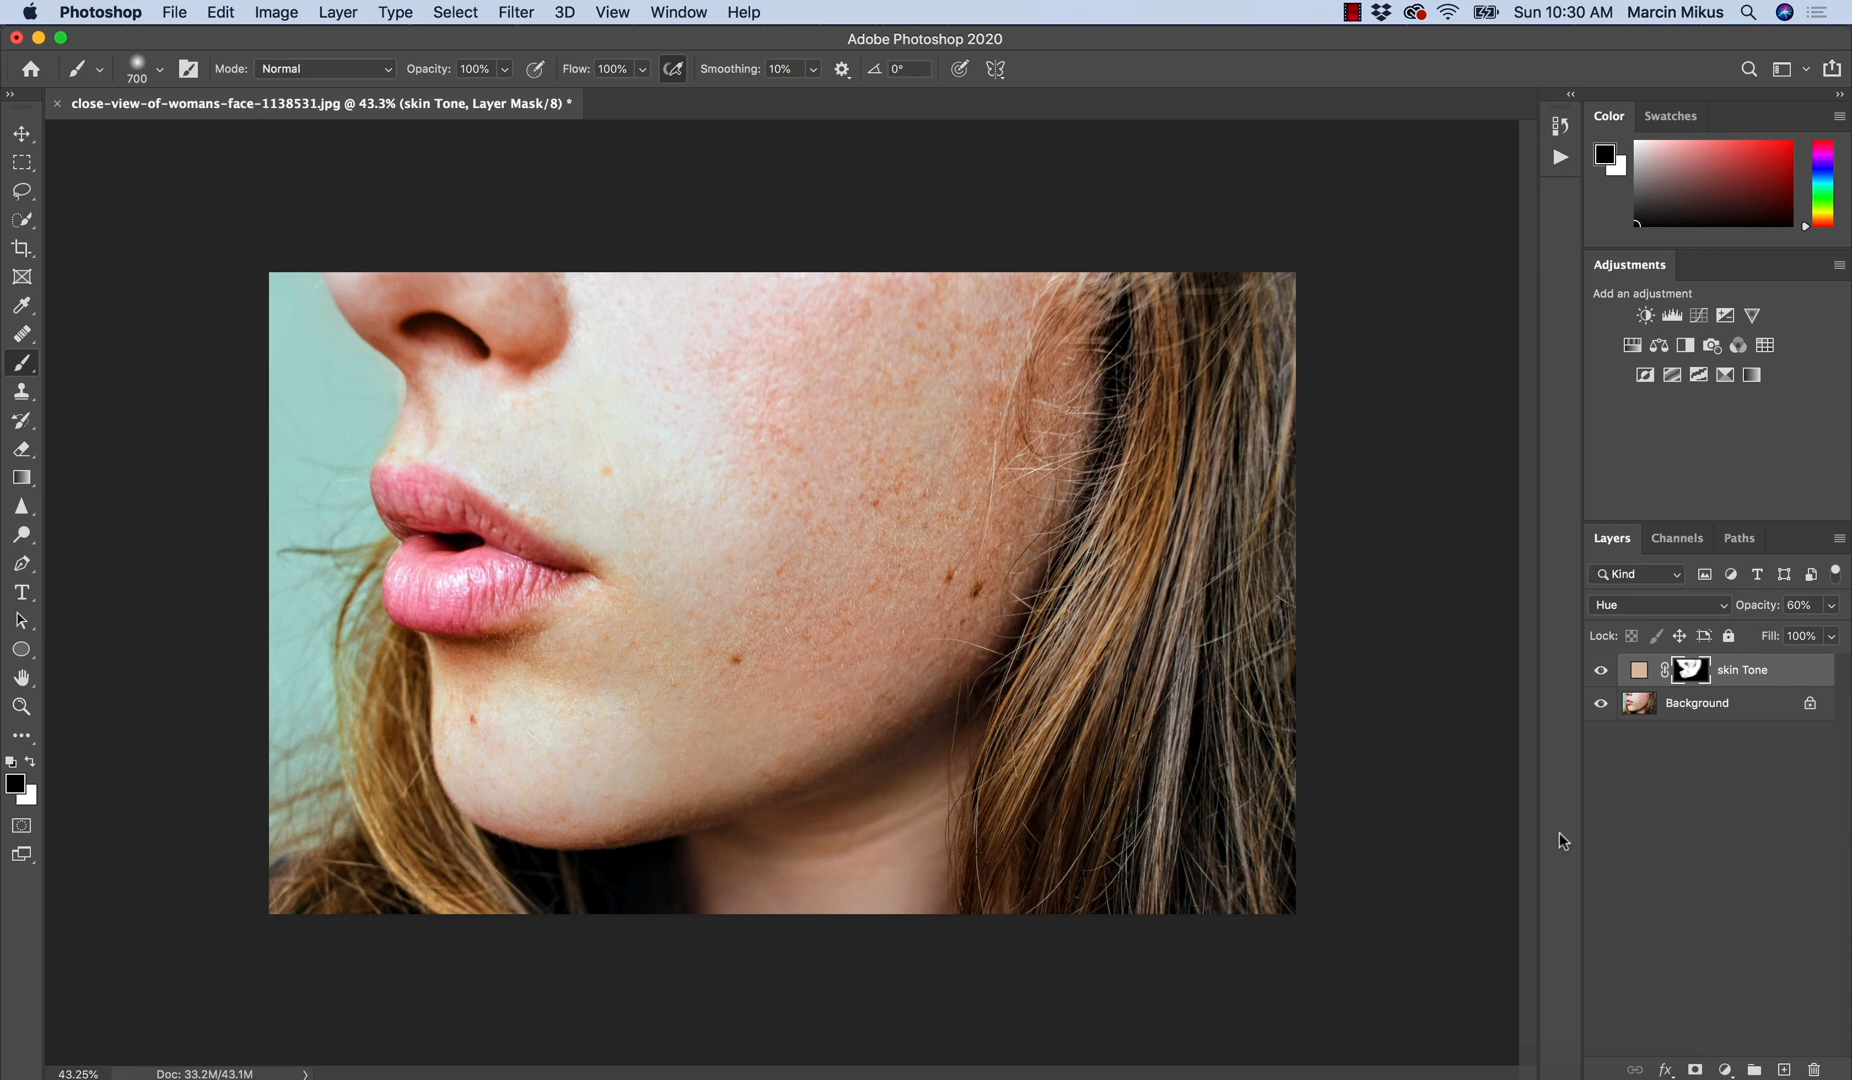 Photoshop File Edit Image Layer Type Select Filter 3D View Window Help Sun 10:30 AM Marcin Mikus
Adobe Photoshop 2020
700 Mode: Normal Opacity: 100% Flow: 100% Smoothing: 10% 0°
close-view-of-womans-face-1138531.jpg @ 43.3% (skin Tone, Layer Mask/8) *
Color Swatches
Adjustments
Add an adjustment
Layers Channels Paths
Kind
Hue Opacity: 60%
Lock: Fill: 100%
skin Tone
Background
43.25% Doc: 33.2M/43.1M